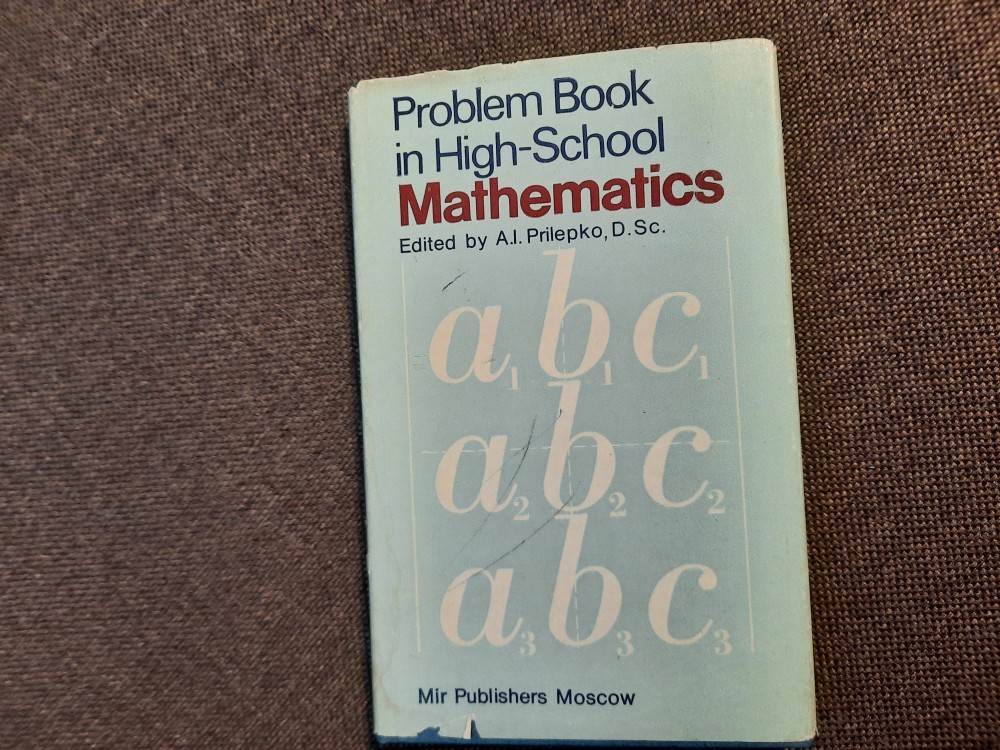 Problem Book
in High-School
Mathematics
Edited by A.I. Prilepko, D.Sc.
a₁ b₁ c₁
a₂ b₂ c₂
a₃ b₃ c₃
Mir Publishers Moscow